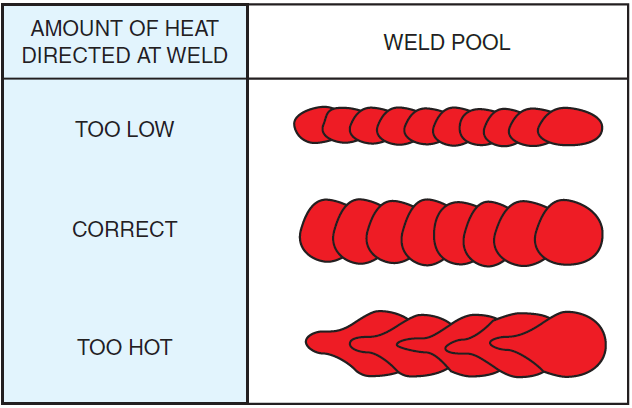 AMOUNT OF HEAT
DIRECTED AT WELD
WELD POOL
TOO LOW
CORRECT
TOO HOT